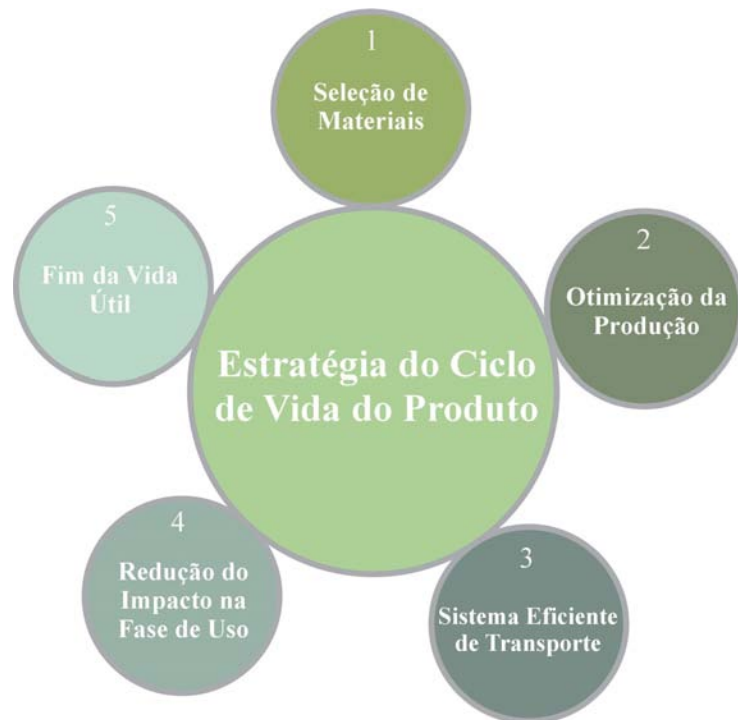 1
Seleção de
Materiais
2
Otimização da
Produção
3
Sistema Eficiente
de Transporte
4
Redução do
Impacto na
Fase de Uso
5
Fim da Vida
Útil
Estratégia do Ciclo
de Vida do Produto